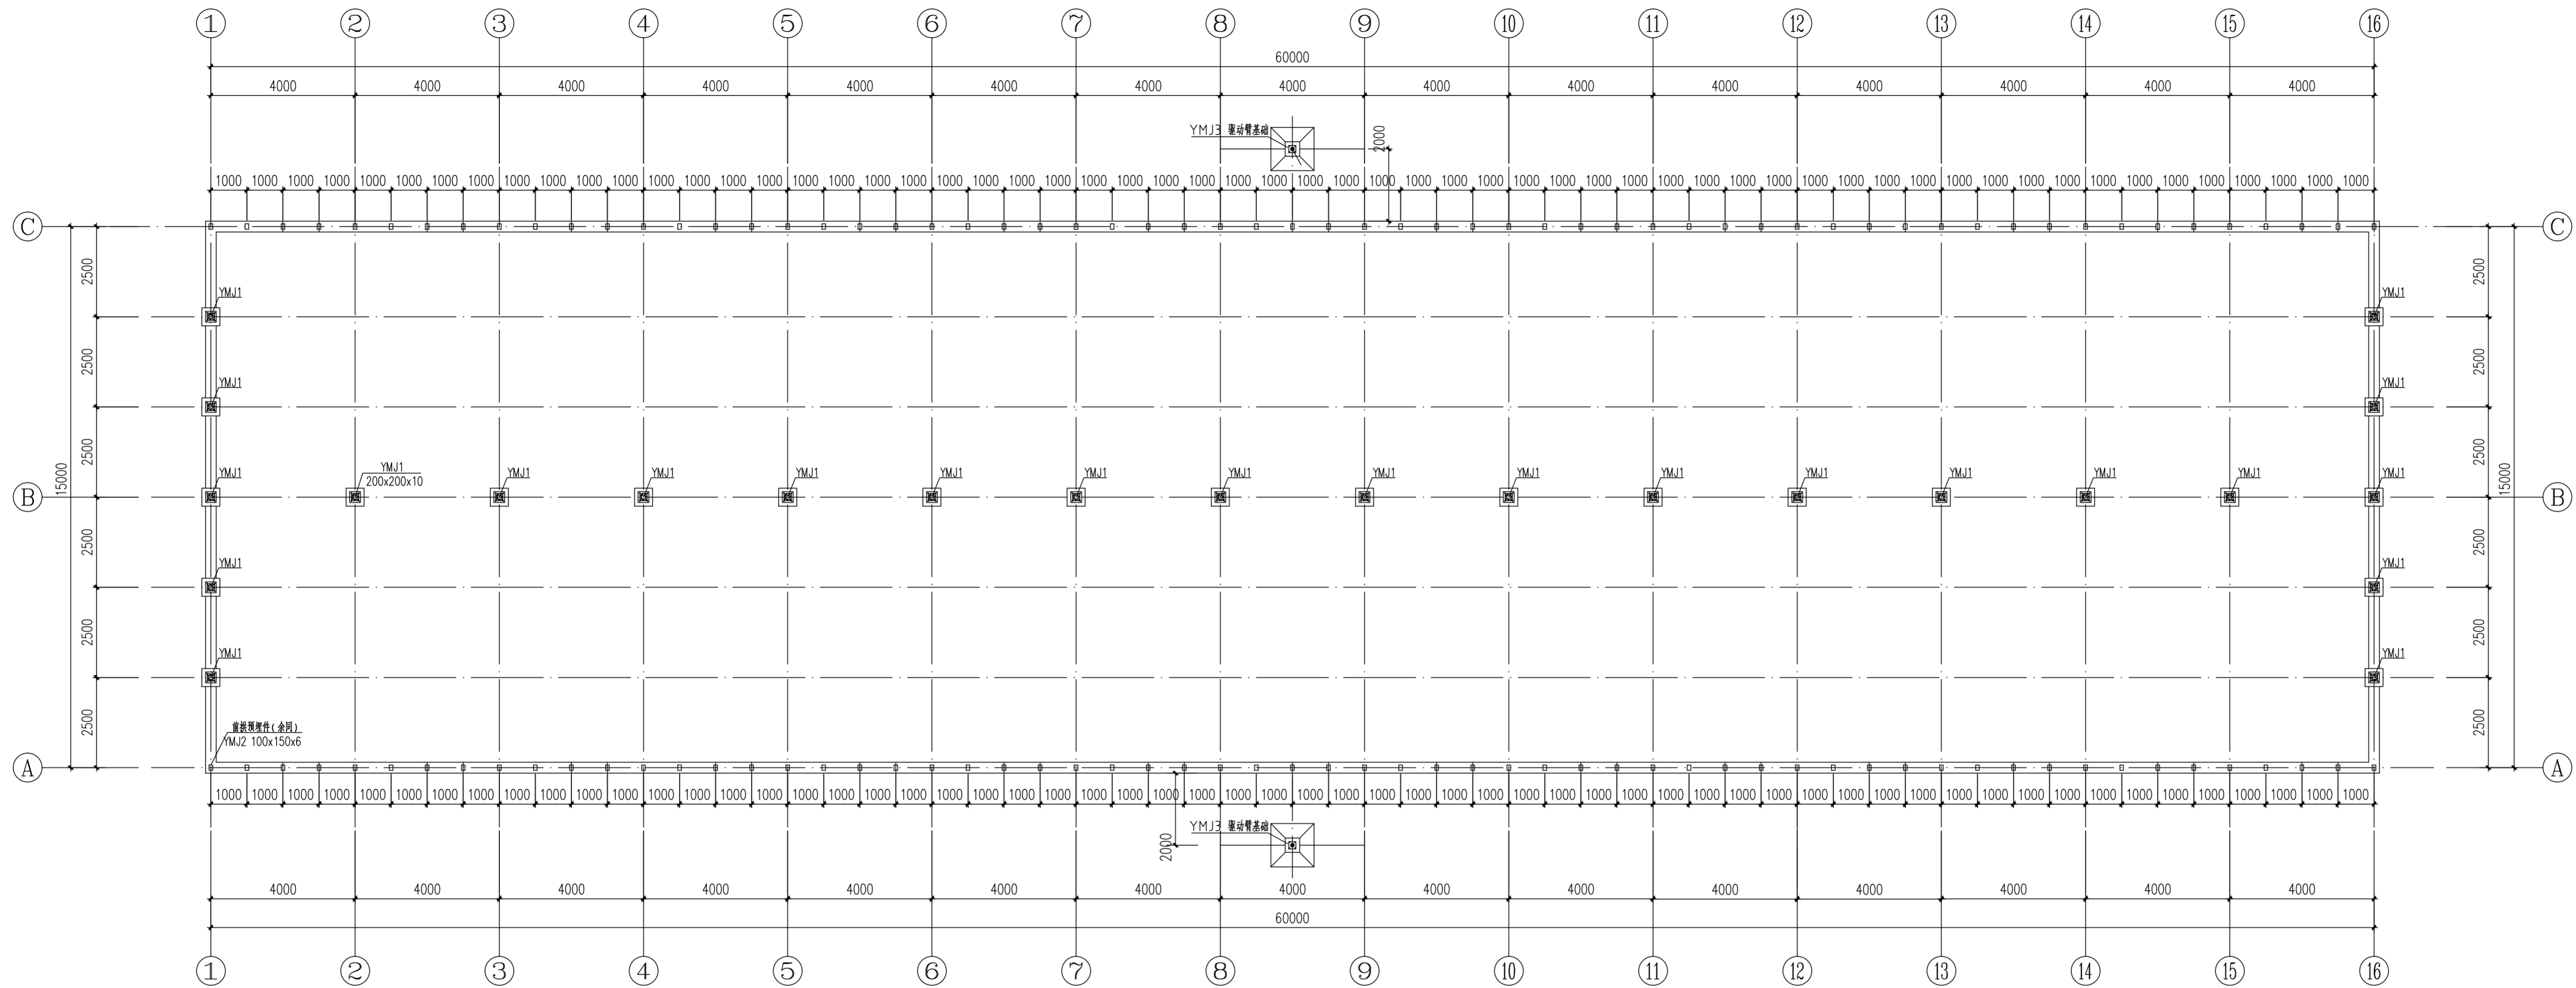 1 2 3 4 5 6 7 8 9 10 11 12 13 14 15 16
60000
4000 4000 4000 4000 4000 4000 4000 4000 4000 4000 4000 4000 4000 4000 4000
YMJ3 驱动臂基础
2000
1000 1000 1000 1000 1000 1000 1000 1000 1000 1000 1000 1000 1000 1000 1000 1000 1000 1000 1000 1000 1000 1000 1000 1000 1000 1000 1000 1000 1000 1000 1000 1000 1000 1000 1000 1000 1000 1000 1000 1000 1000 1000 1000 1000 1000 1000 1000 1000 1000 1000 1000 1000 1000 1000 1000 1000 1000 1000 1000 1000
C C
2500 2500
YMJ1 YMJ1
2500 2500
YMJ1 YMJ1
2500 2500
15000 15000
YMJ1 YMJ1 YMJ1 YMJ1 YMJ1 YMJ1 YMJ1 YMJ1 YMJ1 YMJ1 YMJ1 YMJ1 YMJ1 YMJ1 YMJ1 YMJ1
200x200x10
B B
2500 2500
YMJ1 YMJ1
2500 2500
YMJ1 YMJ1
2500 2500
苗拱预埋件(余同)
YMJ2 100x150x6
A A
1000 1000 1000 1000 1000 1000 1000 1000 1000 1000 1000 1000 1000 1000 1000 1000 1000 1000 1000 1000 1000 1000 1000 1000 1000 1000 1000 1000 1000 1000 1000 1000 1000 1000 1000 1000 1000 1000 1000 1000 1000 1000 1000 1000 1000 1000 1000 1000 1000 1000 1000 1000 1000 1000 1000 1000 1000 1000 1000 1000
YMJ3 驱动臂基础
2000
4000 4000 4000 4000 4000 4000 4000 4000 4000 4000 4000 4000 4000 4000 4000
60000
1 2 3 4 5 6 7 8 9 10 11 12 13 14 15 16